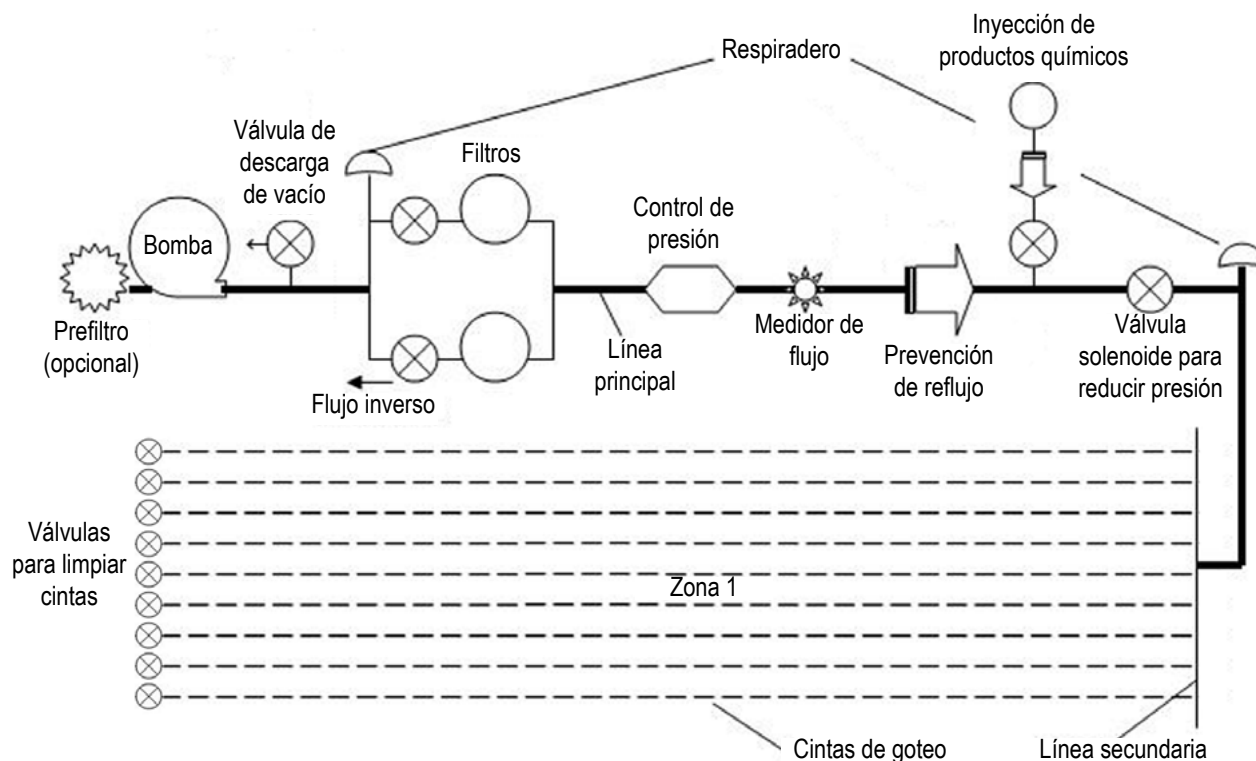 Respiradero
Inyección de
productos químicos
Válvula de
descarga
de vacío
Filtros
Control de
presión
Bomba
Prefiltro
(opcional)
Flujo inverso
Línea
principal
Medidor de
flujo
Prevención
de reflujo
Válvula
solenoide para
reducir presión
Válvulas
para limpiar
cintas
Zona 1
Cintas de goteo
Línea secundaria